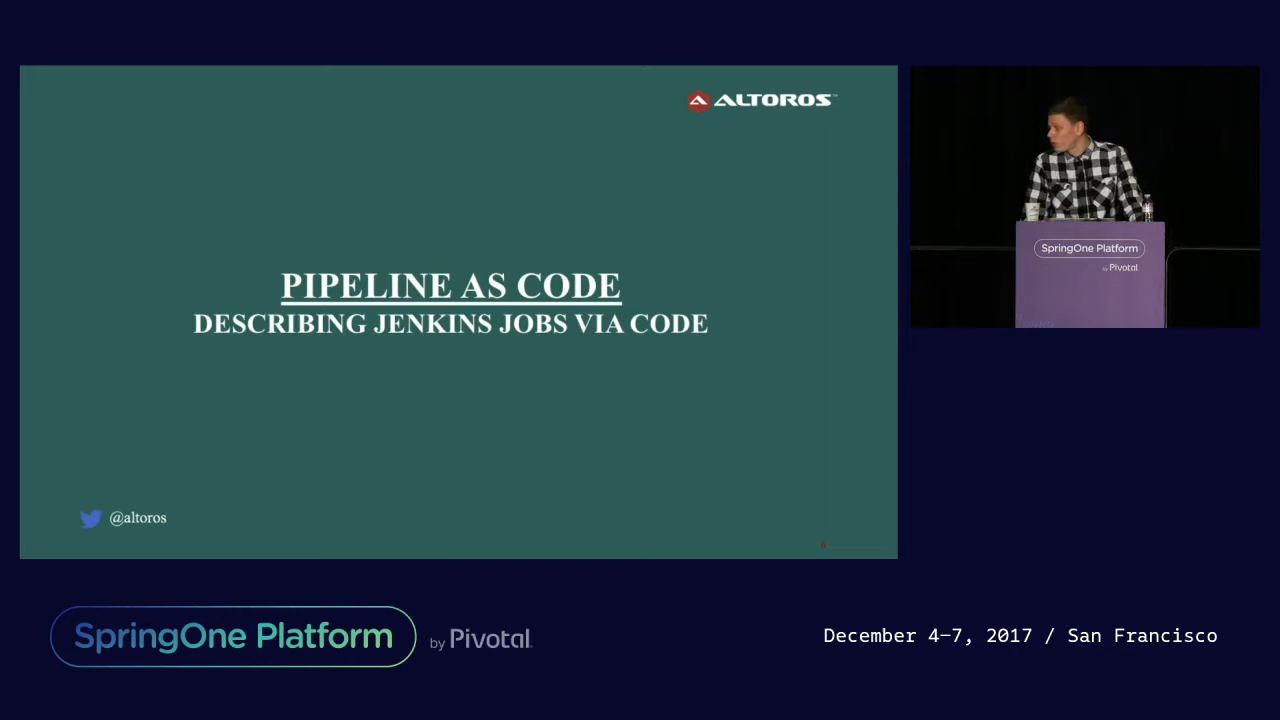 ALTOROS
PIPELINE AS CODE
DESCRIBING JENKINS JOBS VIA CODE
@altoros
6
SpringOne Platform
by Pivotal
SpringOne Platform
by Pivotal
December 4–7, 2017 / San Francisco